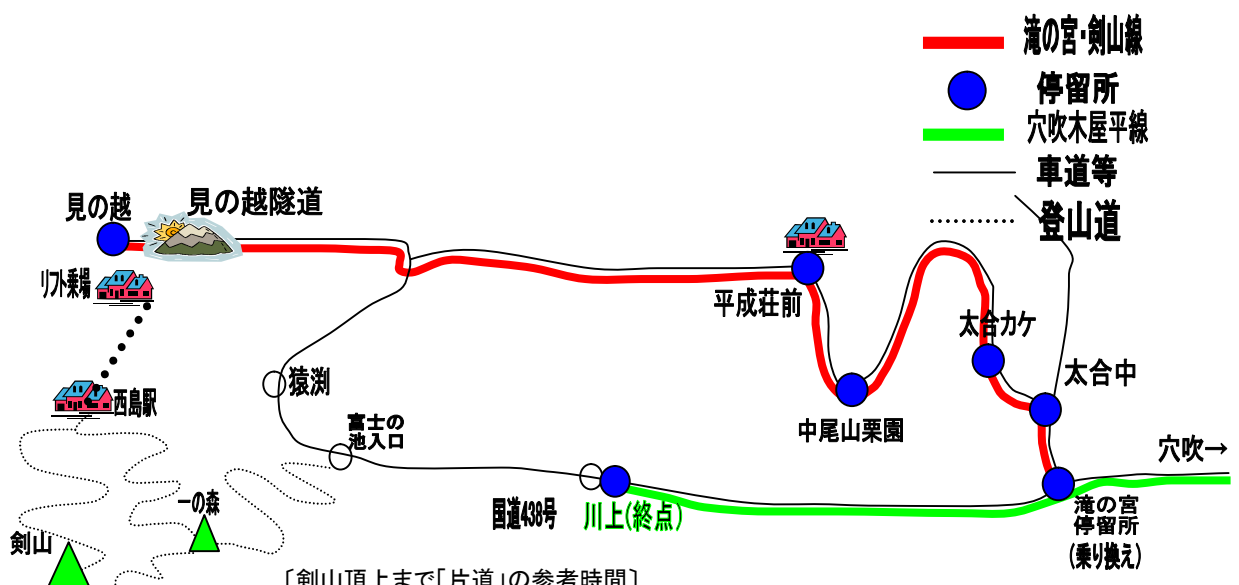 滝の宮・剣山線
停留所
穴吹木屋平線
車道等
登山道
見の越
見の越隧道
リフト乗場
西島駅
平成荘前
太合カケ
太合中
中尾山栗園
猿渕
富士の
池入口
国道438号
川上(終点)
穴吹→
滝の宮
停留所
(乗り換え)
一の森
剣山
〔剣山頂上まで「片道」の参考時間〕